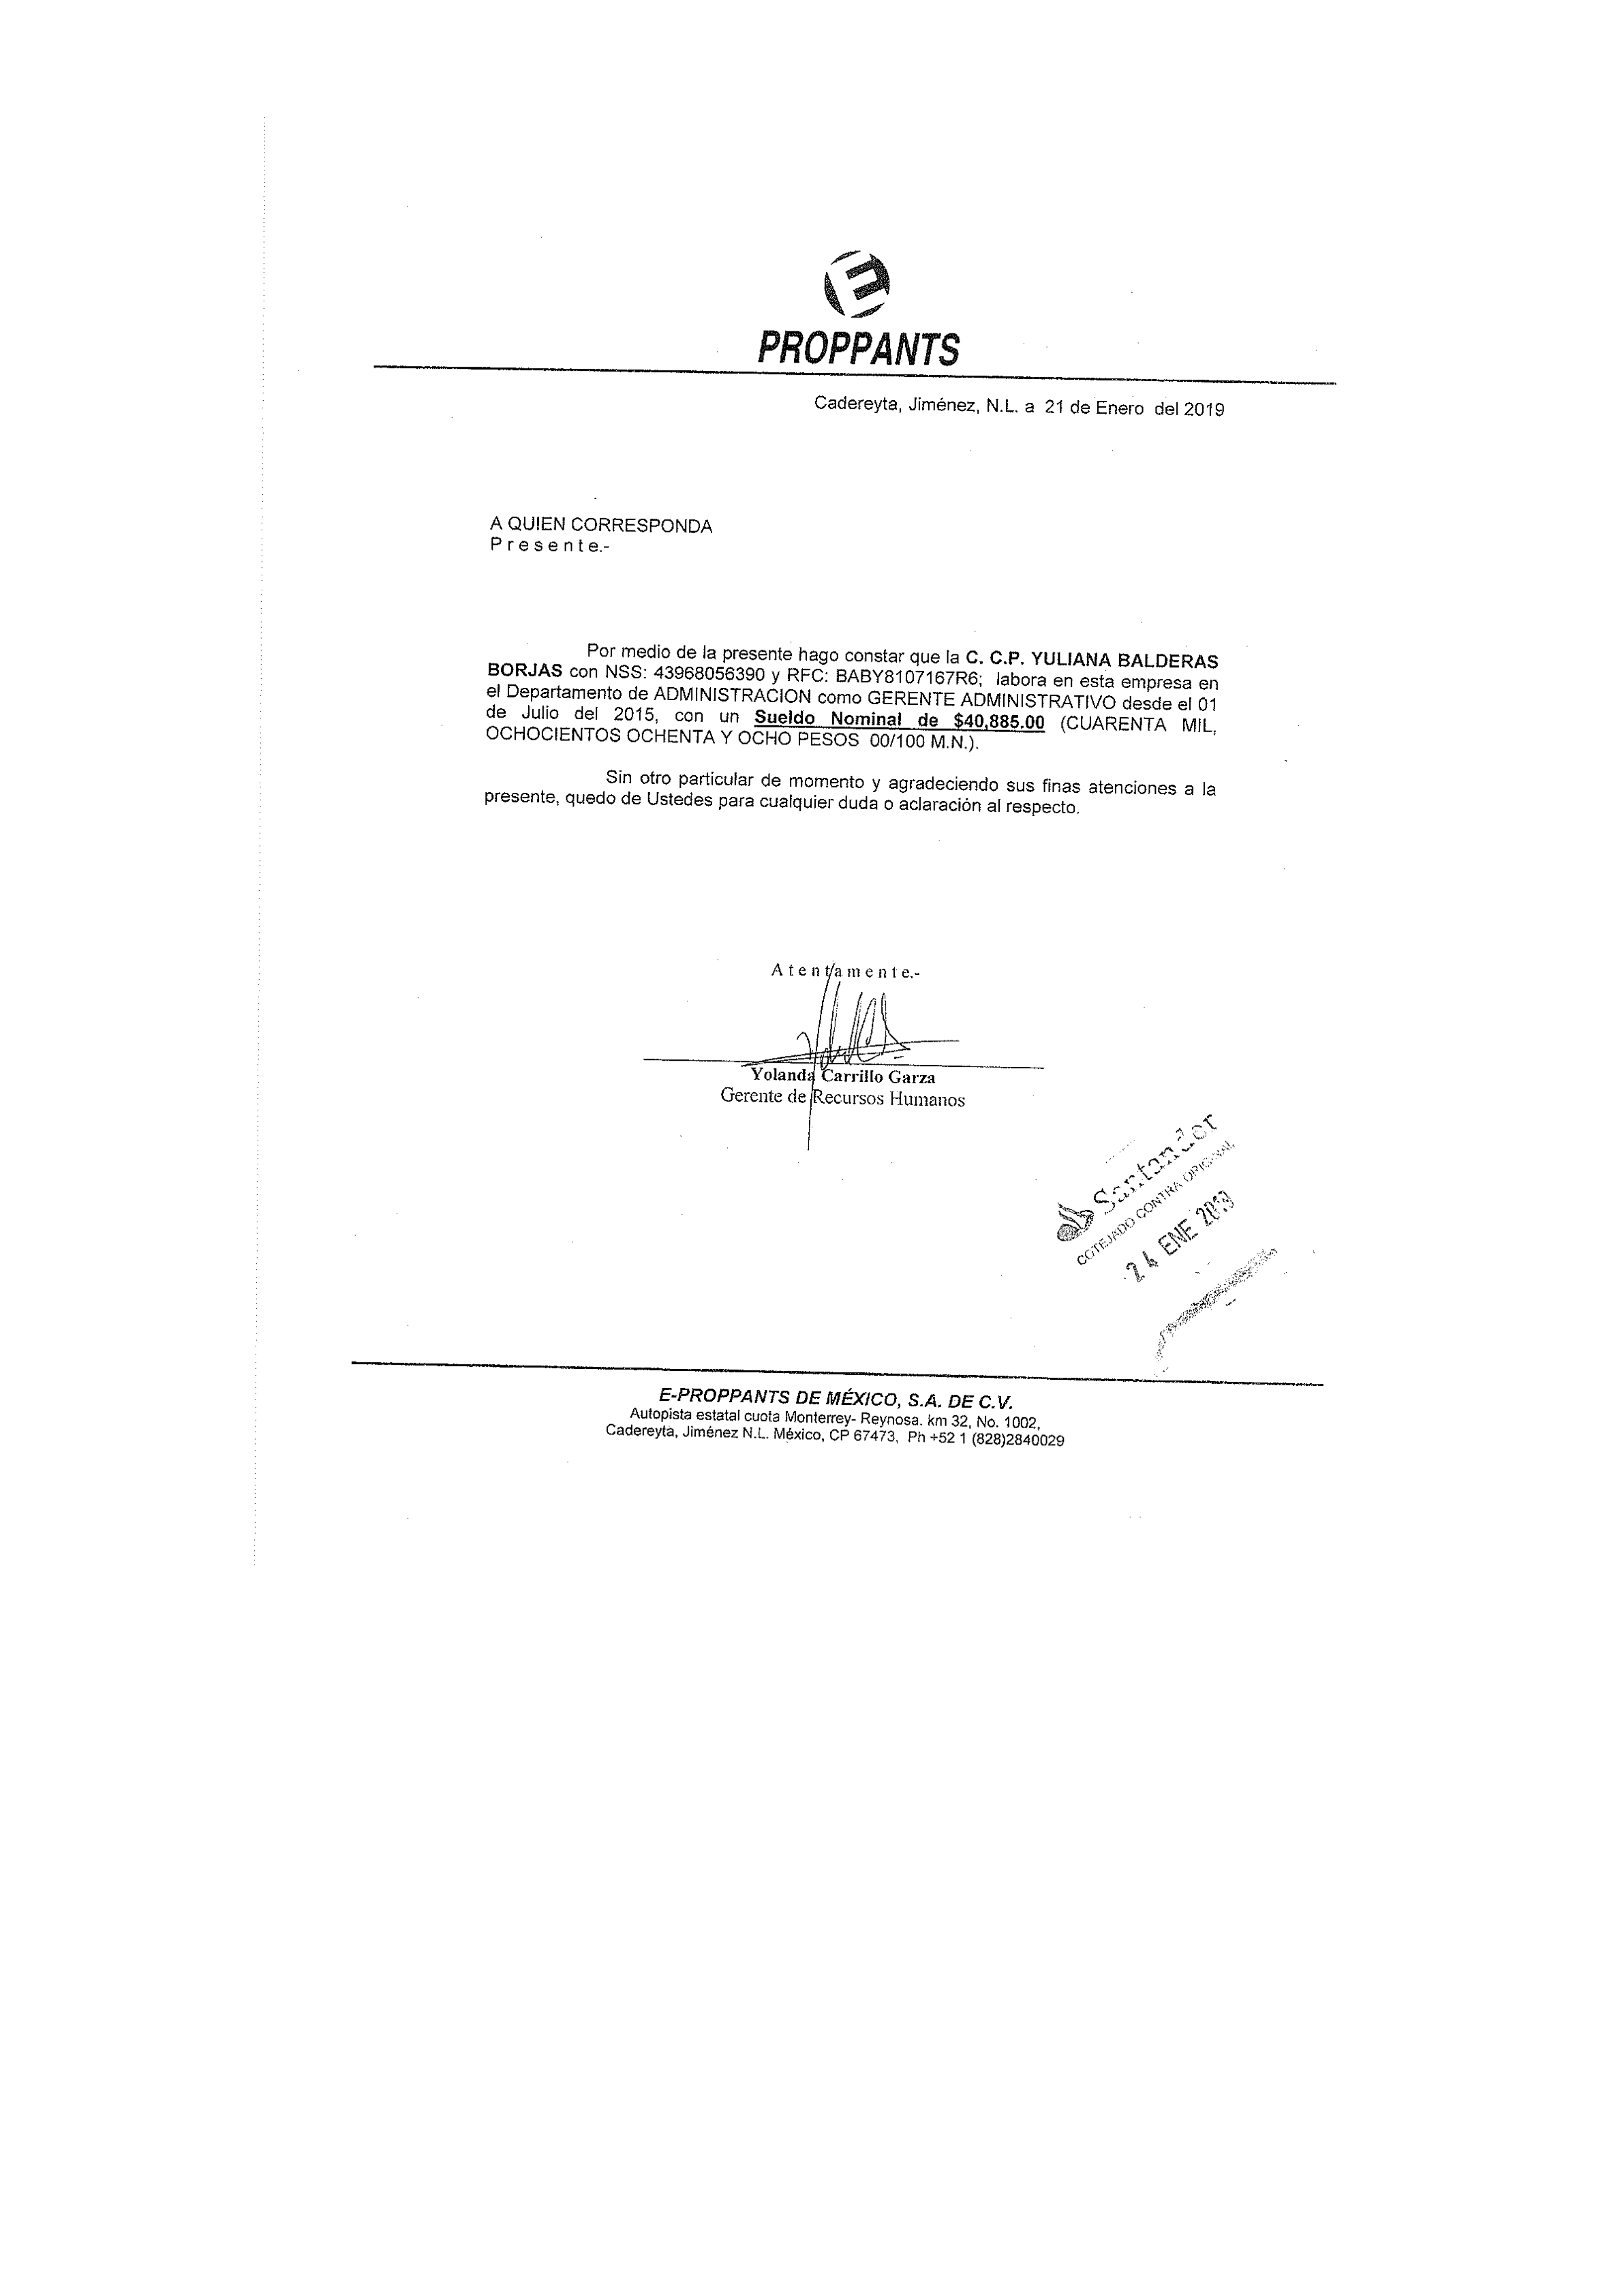 E
PROPPANTS
Cadereyta, Jiménez, N.L. a 21 de Enero del 2019
A QUIEN CORRESPONDA
P r e s e n t e.-
Por medio de la presente hago constar que la C. C.P. YULIANA BALDERAS
BORJAS con NSS: 43968056390 y RFC: BABY8107167R6; labora en esta empresa en
el Departamento de ADMINISTRACION como GERENTE ADMINISTRATIVO desde el 01
de Julio del 2015, con un Sueldo Nominal de $40,885.00 (CUARENTA MIL,
OCHOCIENTOS OCHENTA Y OCHO PESOS 00/100 M.N.).
Sin otro particular de momento y agradeciendo sus finas atenciones a la
presente, quedo de Ustedes para cualquier duda o aclaración al respecto.
A t e n t a m e n t e.-
Yolanda Carrillo Garza
Gerente de Recursos Humanos
Santander
COTEJADO CONTRA ORIGINAL
24 ENE 2019
E-PROPPANTS DE MÉXICO, S.A. DE C.V.
Autopista estatal cuota Monterrey- Reynosa. km 32, No. 1002,
Cadereyta, Jiménez N.L. México, CP 67473, Ph +52 1 (828)2840029